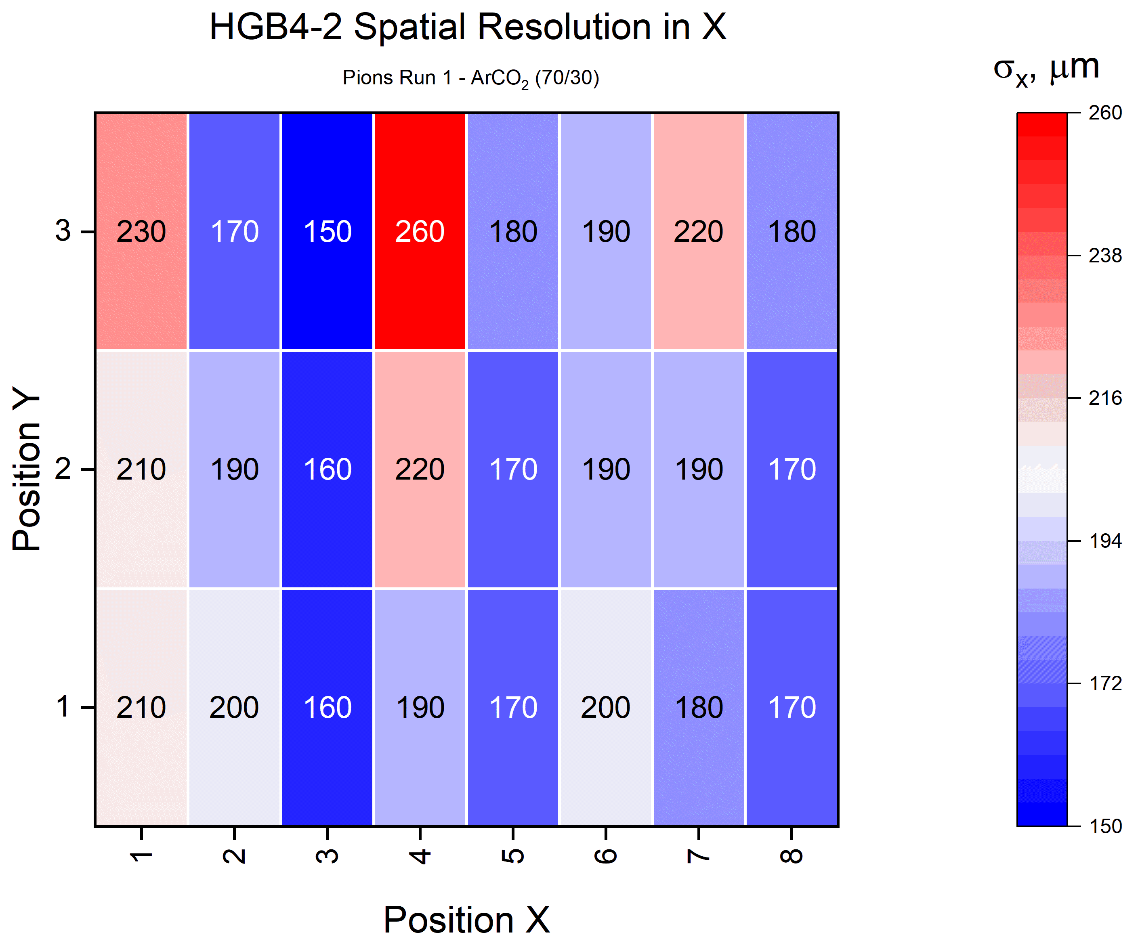 HGB4-2 Spatial Resolution in X
Pions Run 1 - ArCO₂ (70/30)
σₓ, μm
260
238
216
194
172
150
Position Y
3
230 170 150 260 180 190 220 180
2
210 190 160 220 170 190 190 170
1
210 200 160 190 170 200 180 170
1 2 3 4 5 6 7 8
Position X